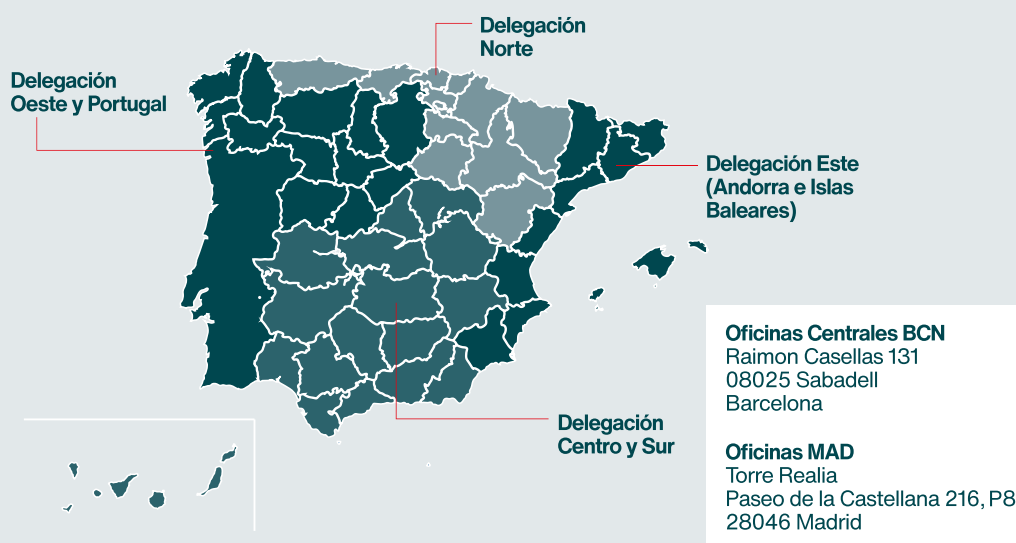 Delegación
Norte
Delegación
Oeste y Portugal
Delegación Este
(Andorra e Islas
Baleares)
Delegación
Centro y Sur
Oficinas Centrales BCN
Raimon Casellas 131
08025 Sabadell
Barcelona
Oficinas MAD
Torre Realia
Paseo de la Castellana 216, P8
28046 Madrid